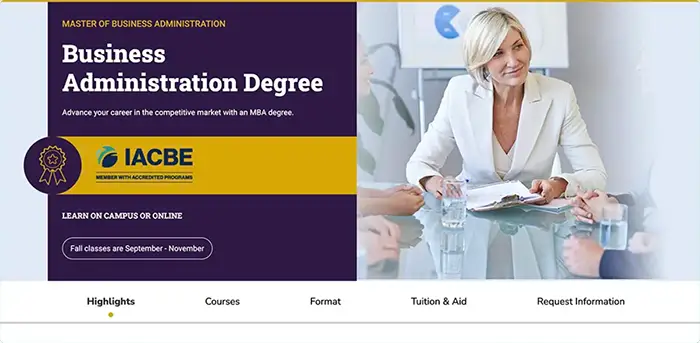 MASTER OF BUSINESS ADMINISTRATION
Business
Administration Degree
Advance your career in the competitive market with an MBA degree.
IACBE
MEMBER WITH ACCREDITED PROGRAMS
LEARN ON CAMPUS OR ONLINE
Fall classes are September - November
Highlights
Courses
Format
Tuition & Aid
Request Information